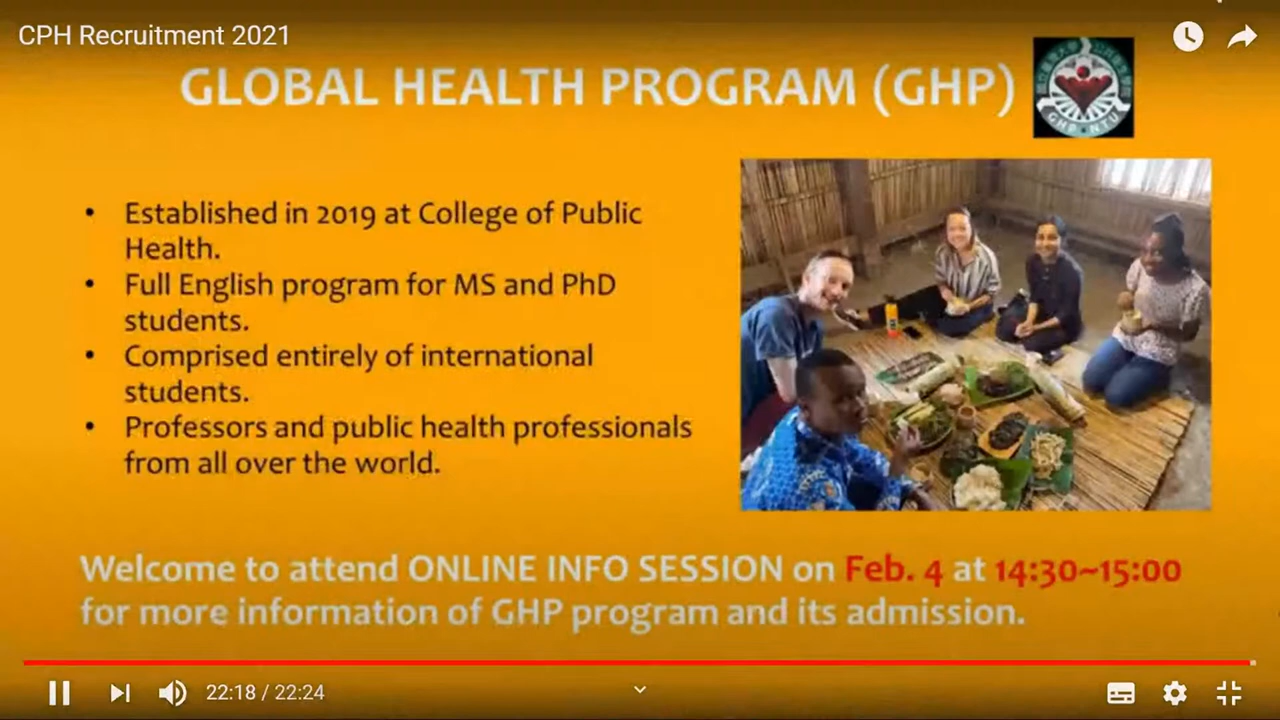 CPH Recruitment 2021
GLOBAL HEALTH PROGRAM (GHP)
GHP • NTU
• Established in 2019 at College of Public
Health.
• Full English program for MS and PhD
students.
• Comprised entirely of international
students.
• Professors and public health professionals
from all over the world.
Welcome to attend ONLINE INFO SESSION on Feb. 4 at 14:30~15:00
for more information of GHP program and its admission.
22:18 / 22:24